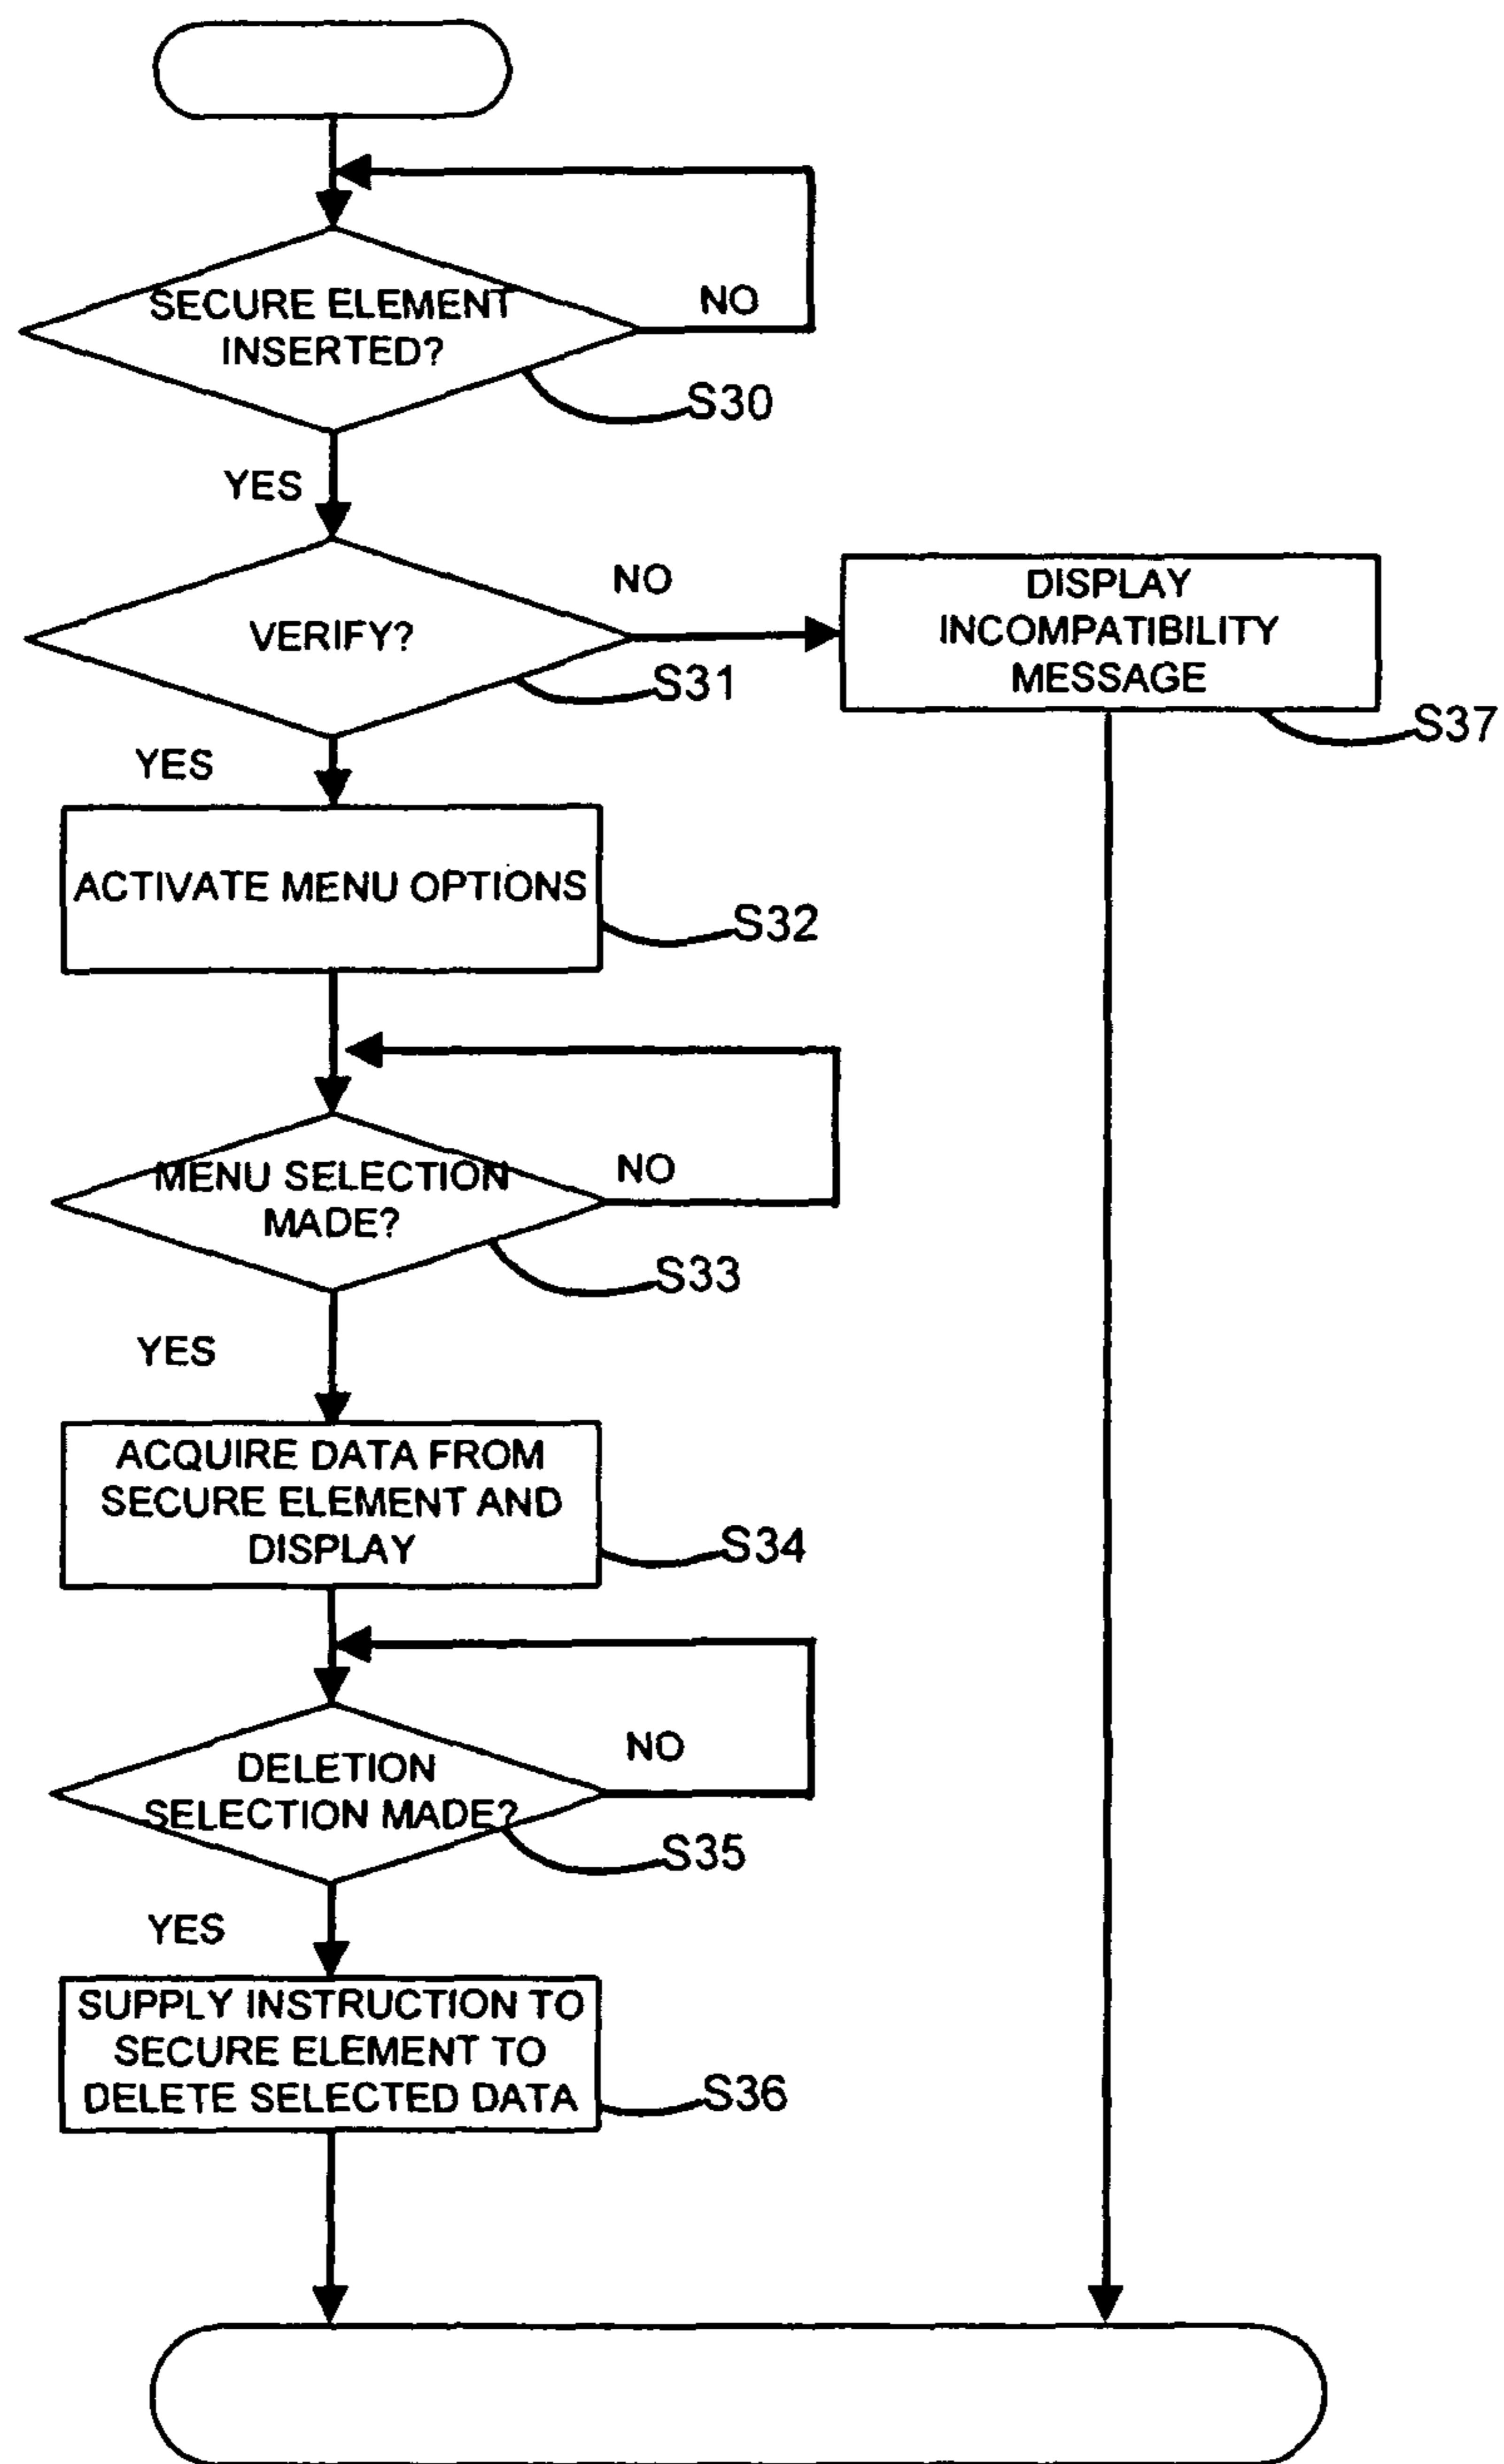 SECURE ELEMENT
INSERTED?
NO
S30
YES
VERIFY?
NO
S31
DISPLAY
INCOMPATIBILITY
MESSAGE
S37
YES
ACTIVATE MENU OPTIONS
S32
MENU SELECTION
MADE?
NO
S33
YES
ACQUIRE DATA FROM
SECURE ELEMENT AND
DISPLAY
S34
DELETION
SELECTION MADE?
NO
S35
YES
SUPPLY INSTRUCTION TO
SECURE ELEMENT TO
DELETE SELECTED DATA
S36